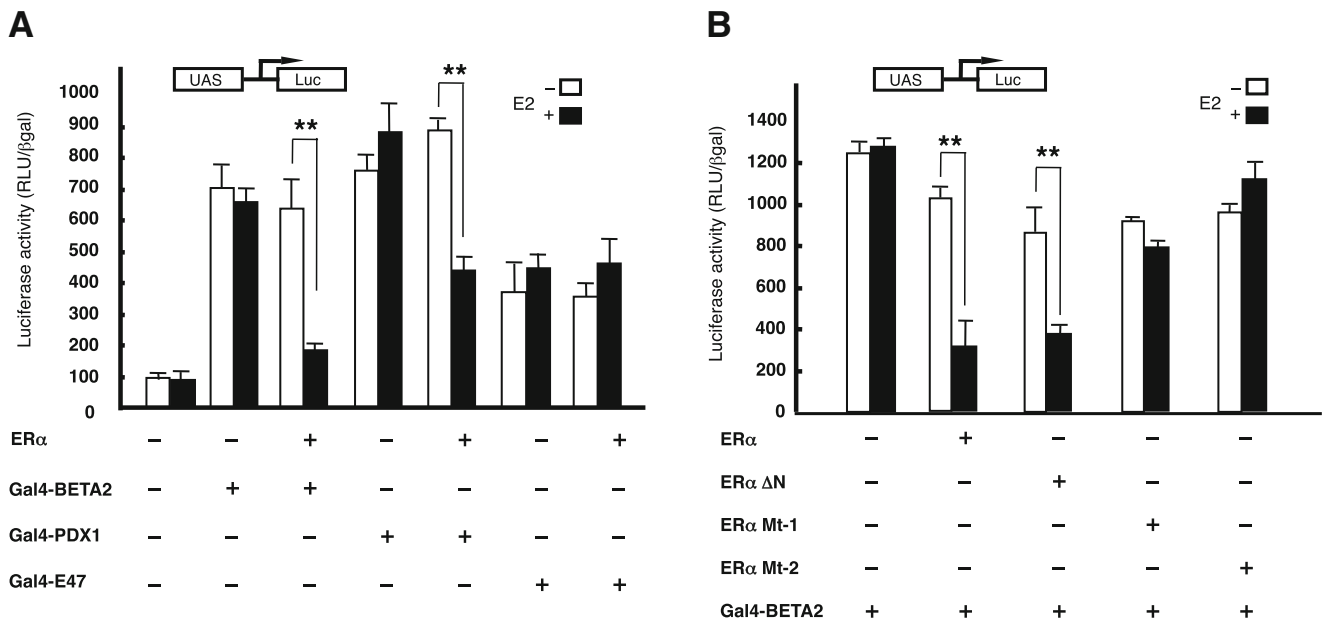 A
UAS Luc
**
**
E2 − +
Luciferase activity (RLU/βgal)
1000
900
800
700
600
500
400
300
200
100
0
ERα − − + − + − +
Gal4-BETA2 − + + − − − −
Gal4-PDX1 − − − + + − −
Gal4-E47 − − − − − + +
B
UAS Luc
**
**
E2 − +
Luciferase activity (RLU/βgal)
1400
1200
1000
800
600
400
200
0
ERα − + − − −
ERα ΔN − − + − −
ERα Mt-1 − − − + −
ERα Mt-2 − − − − +
Gal4-BETA2 + + + + +